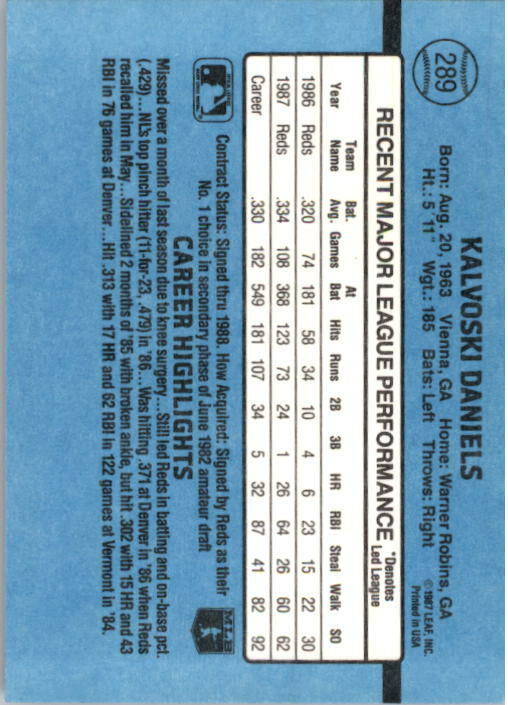 289
KALVOSKI DANIELS
Born: Aug. 20, 1963 Vienna, GA Home: Warner Robins, GA
Ht.: 5' 11" Wgt.: 185 Bats: Left Throws: Right
© 1987 LEAF, INC.
Printed in USA
RECENT MAJOR LEAGUE PERFORMANCE
*Denotes
Led League
Year Team Name Bat. Avg. Games At Bat Hits Runs 2B 3B HR RBI Steal Walk SO
1986 Reds .320 74 181 58 34 10 4 6 23 15 22 30
1987 Reds .334 108 368 123 73 24 1 26 64 26 60 62
Career .330 182 549 181 107 34 5 32 87 41 82 92
Contract Status: Signed thru 1988. How Acquired: Signed by Reds as their
No. 1 choice in secondary phase of June 1982 amateur draft
MLB
CAREER HIGHLIGHTS
Missed over a month of last season due to knee surgery...Still led Reds in batting and on-base pct.
(.429)...NL's top pinch hitter (11-for-23, .479) in '86...Was hitting .371 at Denver in '86 when Reds
recalled him in May...Sidelined 2 months of '85 with broken ankle, but hit .302 with 15 HR and 43
RBI in 76 games at Denver...Hit .313 with 17 HR and 62 RBI in 122 games at Vermont in '84.